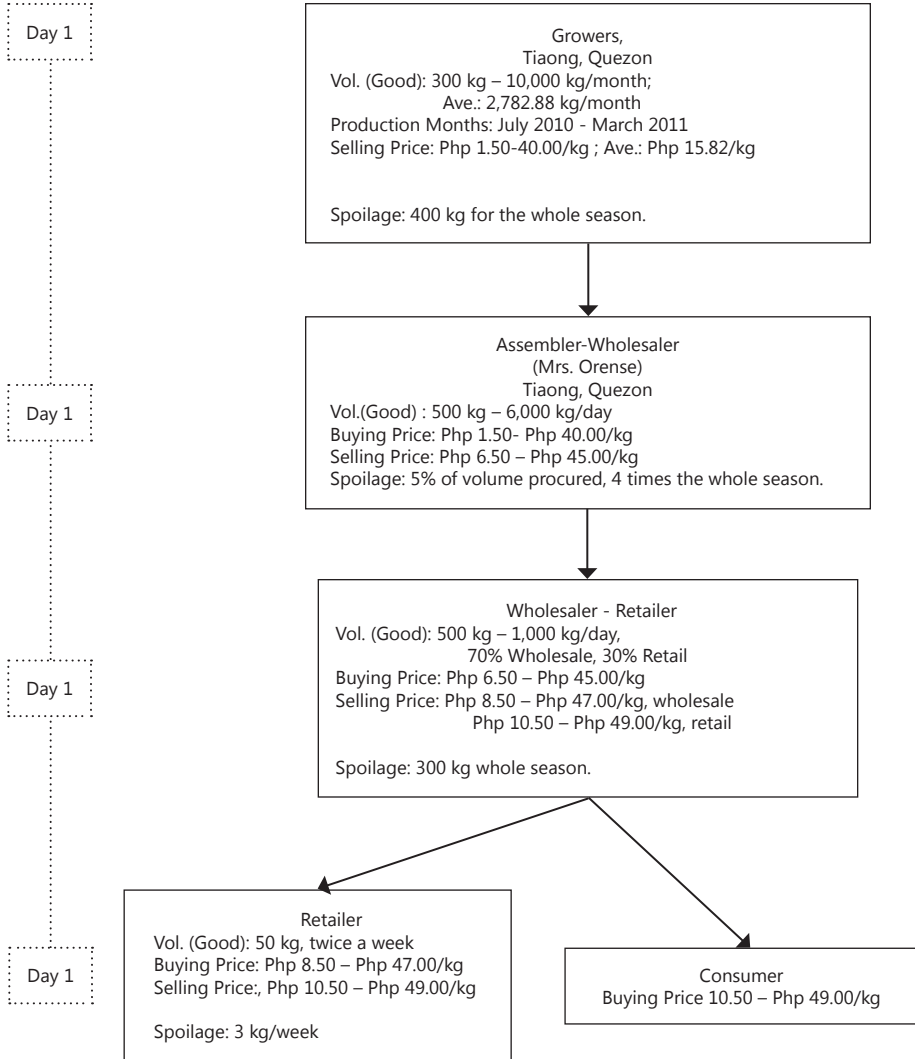 Day 1
Growers,
Tiaong, Quezon
Vol. (Good): 300 kg – 10,000 kg/month;
Ave.: 2,782.88 kg/month
Production Months: July 2010 - March 2011
Selling Price: Php 1.50-40.00/kg ; Ave.: Php 15.82/kg
Spoilage: 400 kg for the whole season.
Day 1
Assembler-Wholesaler
(Mrs. Orense)
Tiaong, Quezon
Vol.(Good) : 500 kg – 6,000 kg/day
Buying Price: Php 1.50- Php 40.00/kg
Selling Price: Php 6.50 – Php 45.00/kg
Spoilage: 5% of volume procured, 4 times the whole season.
Day 1
Wholesaler - Retailer
Vol. (Good): 500 kg – 1,000 kg/day,
70% Wholesale, 30% Retail
Buying Price: Php 6.50 – Php 45.00/kg
Selling Price: Php 8.50 – Php 47.00/kg, wholesale
Php 10.50 – Php 49.00/kg, retail
Spoilage: 300 kg whole season.
Day 1
Retailer
Vol. (Good): 50 kg, twice a week
Buying Price: Php 8.50 – Php 47.00/kg
Selling Price:, Php 10.50 – Php 49.00/kg
Spoilage: 3 kg/week
Consumer
Buying Price 10.50 – Php 49.00/kg